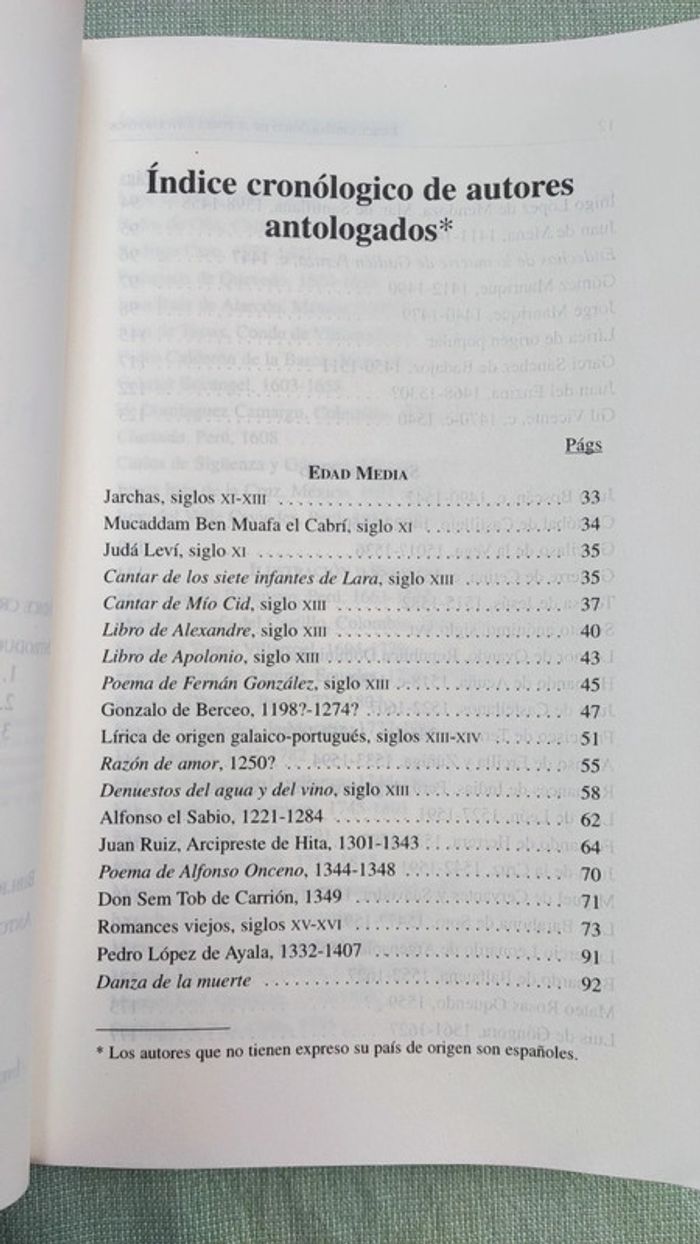 Índice cronólogico de autores
antologados*
Págs
EDAD MEDIA
Jarchas, siglos XI-XIII ........................................ 33
Mucaddam Ben Muafa el Cabrí, siglo XI ............... 34
Judá Leví, siglo XI ........................................ 35
Cantar de los siete infantes de Lara, siglo XIII ............ 35
Cantar de Mío Cid, siglo XIII ........................... 37
Libro de Alexandre, siglo XIII ........................... 40
Libro de Apolonio, siglo XIII ........................... 43
Poema de Fernán González, siglo XIII .................. 45
Gonzalo de Berceo, 1198?-1274? ..................... 47
Lírica de origen galaico-portugués, siglos XIII-XIV ........ 51
Razón de amor, 1250? .............................. 55
Denuestos del agua y del vino, siglo XIII ............... 58
Alfonso el Sabio, 1221-1284 ........................ 62
Juan Ruiz, Arcipreste de Hita, 1301-1343 ............... 64
Poema de Alfonso Onceno, 1344-1348 .................. 70
Don Sem Tob de Carrión, 1349 ........................ 71
Romances viejos, siglos XV-XVI ........................ 73
Pedro López de Ayala, 1332-1407 ..................... 91
Danza de la muerte .............................. 92
* Los autores que no tienen expreso su país de origen son españoles.